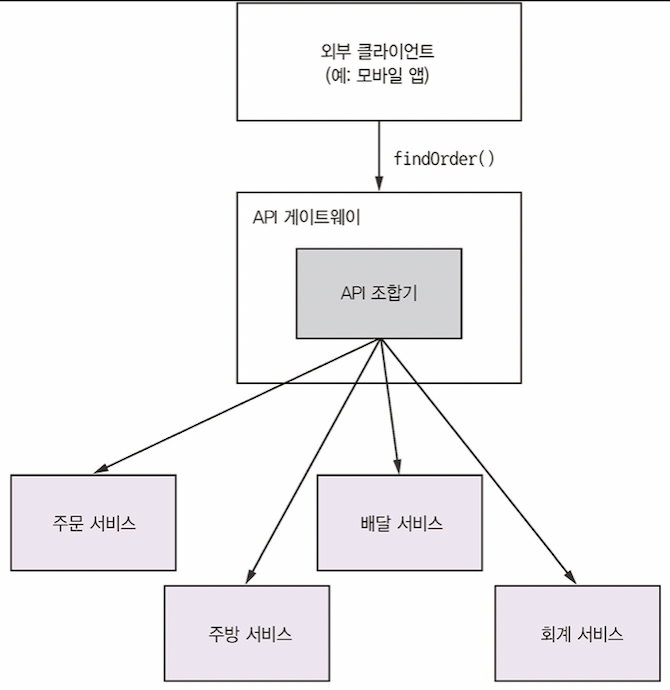 외부 클라이언트
(예: 모바일 앱)
findOrder()
API 게이트웨이
API 조합기
주문 서비스
배달 서비스
주방 서비스
회계 서비스